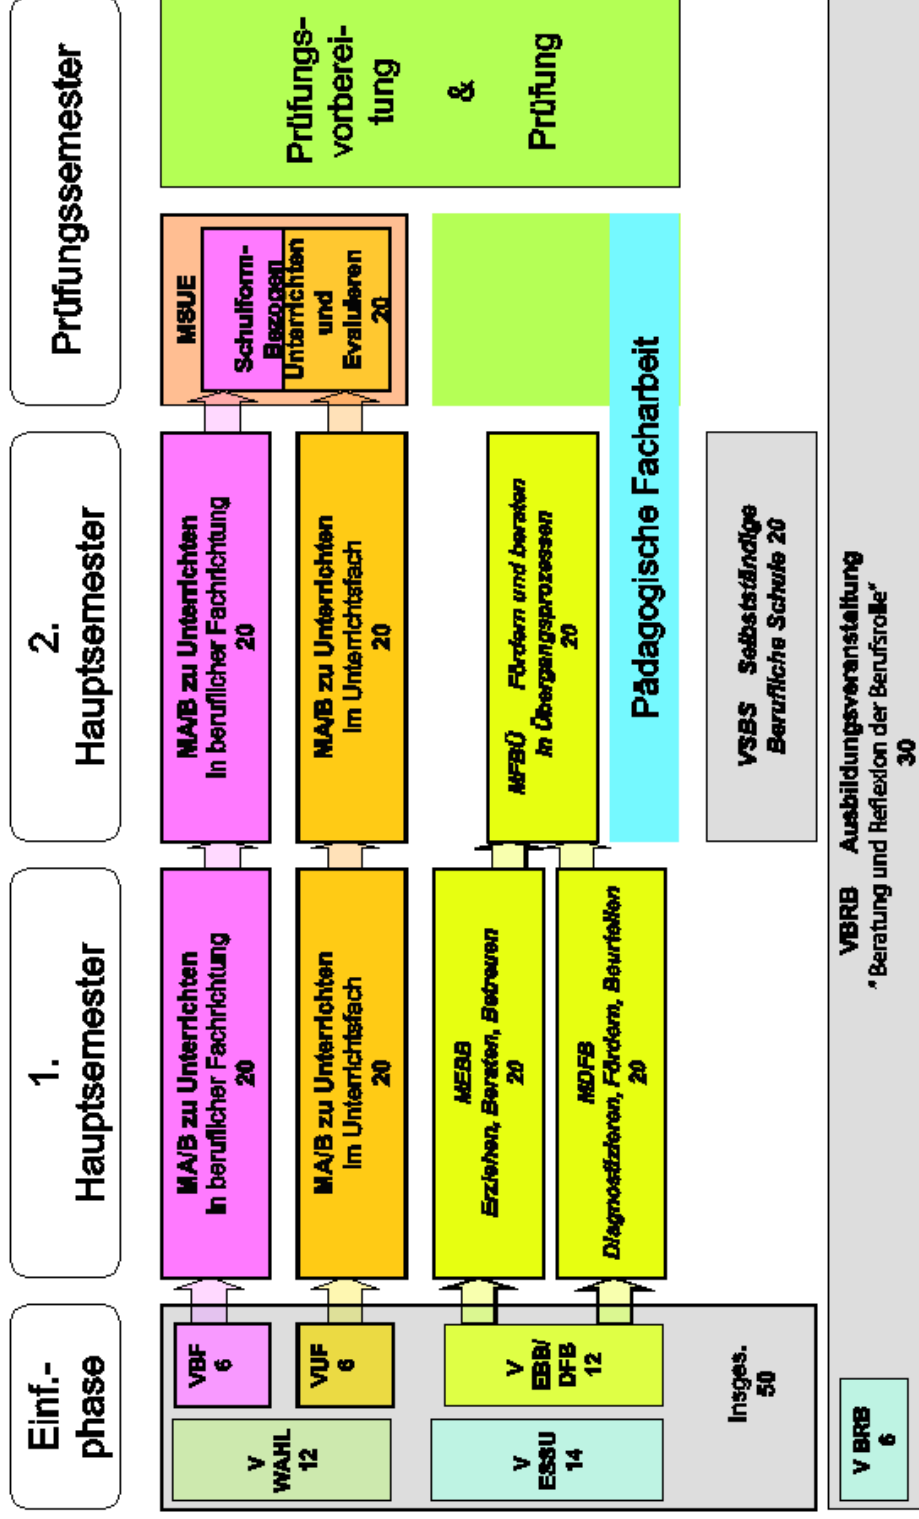 Einf.-
phase
1.
Hauptsemester
2.
Hauptsemester
Prüfungssemester
V
WAHL
12
VBF
6
VUF
6
MA/B zu Unterrichten
in beruflicher Fachrichtung
20
MA/B zu Unterrichten
in beruflicher Fachrichtung
20
MA/B zu Unterrichten
im Unterrichtsfach
20
MA/B zu Unterrichten
im Unterrichtsfach
20
MSUE
Schulform-
Bezogen
Unterrichten
und
Evaluieren
20
Prüfungs-
vorberei-
tung
&
Prüfung
V
ESSU
14
V
EBB/
DFB
12
MEBB
Erziehen, Beraten, Betreuen
20
MDFB
Diagnostizieren, Fördern, Beurteilen
20
MFBÜ Fördern und beraten
in Übergangsprozessen
20
Pädagogische Facharbeit
Insges.
50
VSBS Selbstständige
Berufliche Schule 20
V BRB
6
VBRB Ausbildungsveranstaltung
"Beratung und Reflexion der Berufsrolle"
30